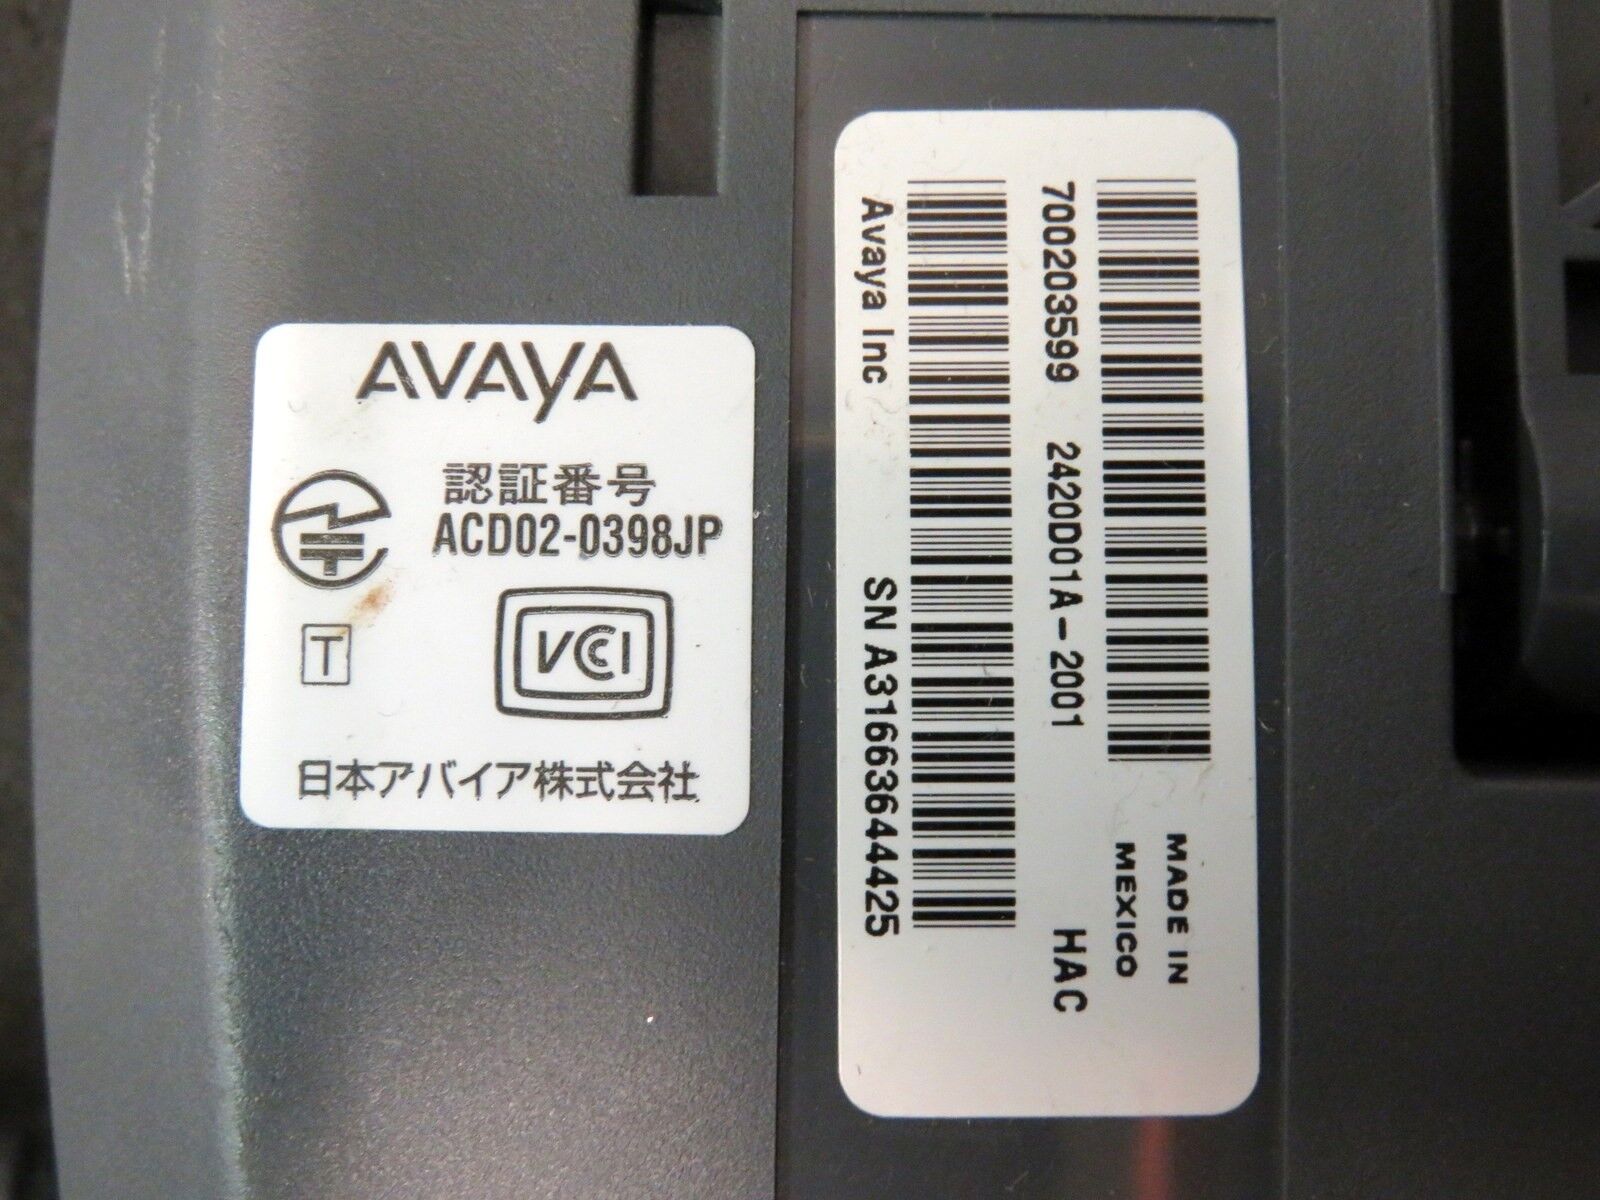 AVAYA
認証番号
ACD02-0398JP
T
VCCI
日本アバイア株式会社
MADE IN
MEXICO
700203599 2420D01A-2001 HAC
Avaya Inc SN A31663644425